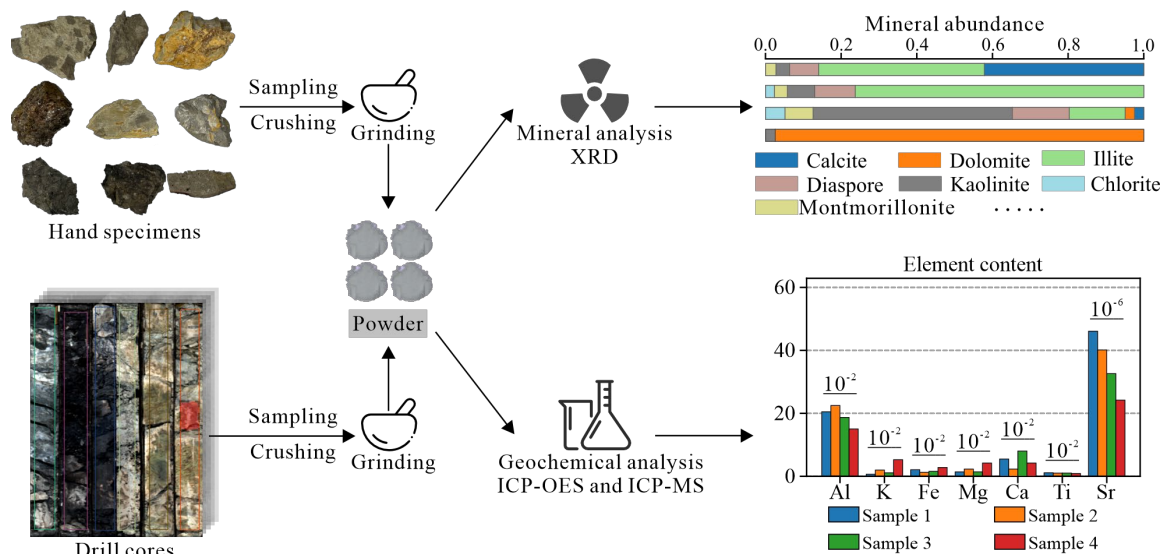 Mineral abundance
0.0 0.2 0.4 0.6 0.8 1.0
Sampling
Crushing
Grinding
Mineral analysis
XRD
Calcite Dolomite Illite
Diaspore Kaolinite Chlorite
Montmorillonite . . . . .
Hand specimens
Powder
Element content
60
40
20
0
10-2 10-2 10-2 10-2 10-2 10-2 10-6
Al K Fe Mg Ca Ti Sr
Sample 1 Sample 2
Sample 3 Sample 4
Sampling
Crushing
Grinding
Geochemical analysis
ICP-OES and ICP-MS
Drill cores